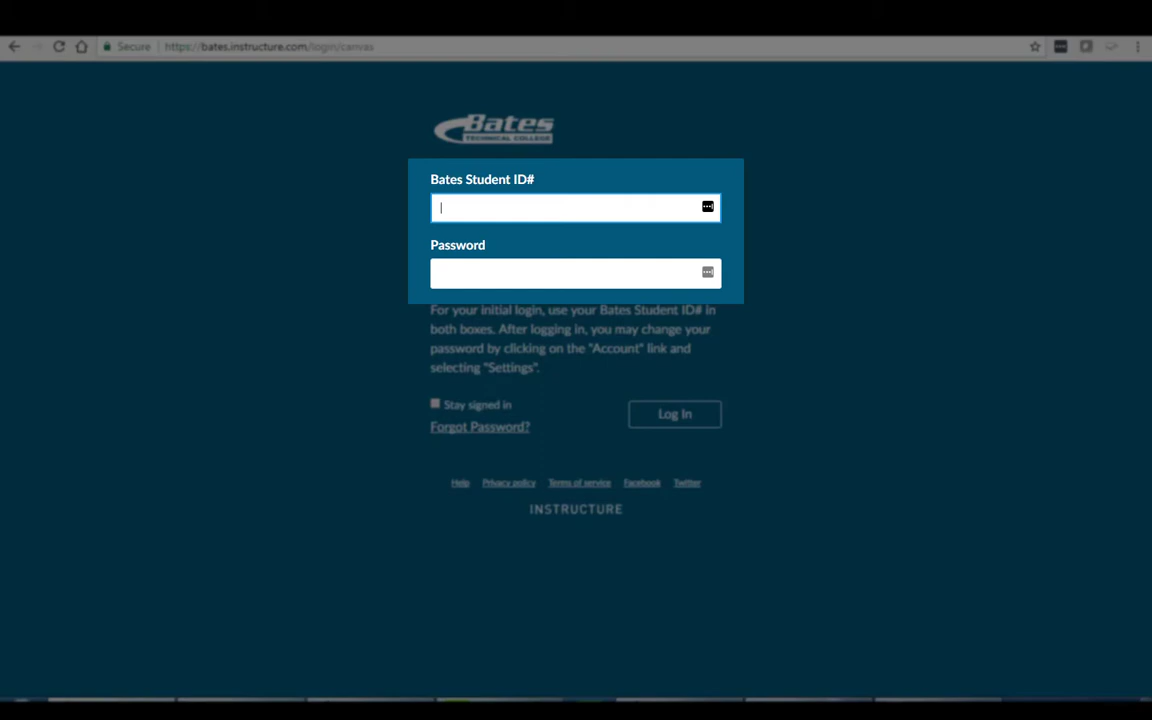 Secure
https://bates.instructure.com/login/canvas
Bates
TECHNICAL COLLEGE
Bates Student ID#
Password
For your initial login, use your Bates Student ID# in
both boxes. After logging in, you may change your
password by clicking on the "Account" link and
selecting "Settings".
Stay signed in
Log In
Forgot Password?
Help Privacy policy Terms of service Facebook Twitter
INSTRUCTURE